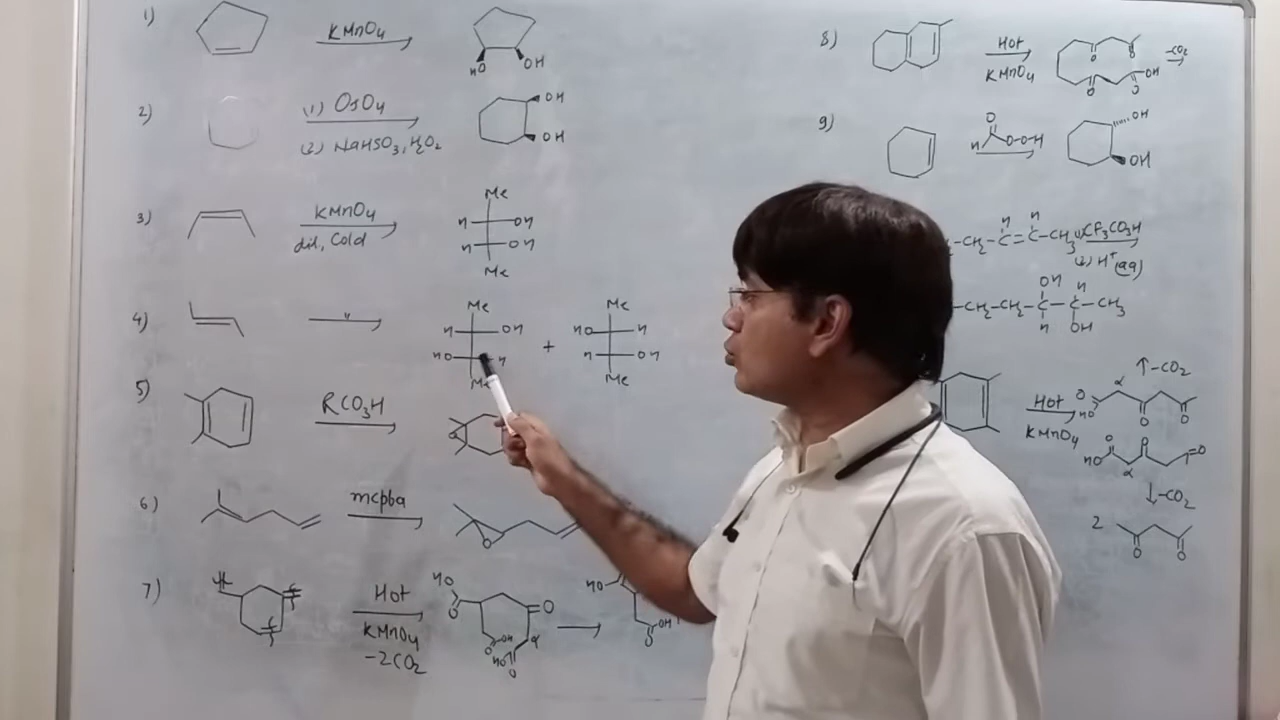 1) KMnO4
HO OH
2) (1) OsO4
(2) NaHSO3, H2O2
OH
OH
3) KMnO4
dil, Cold
Me
H OH
H OH
Me
4) "
Me
H OH
HO H
Me
+
Me
HO H
H OH
Me
5) RCO3H
O
6) mcpba
O
7) Hot
KMnO4
-2CO2
HO
O
O
OH
O
α
HO
O
HO
OH
O
8) Hot
KMnO4
O O
OH
O O
-CO2
9) O
H O-O-H
OH
OH
-CH2-CH2-C=C-CH3 (1) CF3CO3H
H H
(2) H+ (aq)
OH H
-CH2-CH2-C-C-CH3
H OH
Hot
KMnO4
↑-CO2
O α
HO O O
O O
HO α O
↓-CO2
2
O O